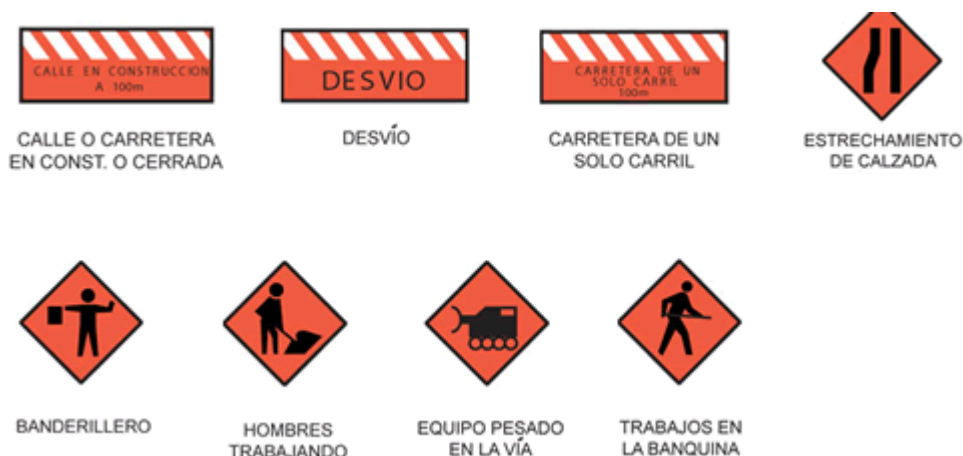 CALLE EN CONSTRUCCION
A 100m
DESVIO
CARRETERA DE UN
SOLO CARRIL
100m
CALLE O CARRETERA
EN CONST. O CERRADA
DESVÍO
CARRETERA DE UN
SOLO CARRIL
ESTRECHAMIENTO
DE CALZADA
BANDERILLERO
HOMBRES
TRABAJANDO
EQUIPO PESADO
EN LA VÍA
TRABAJOS EN
LA BANQUINA